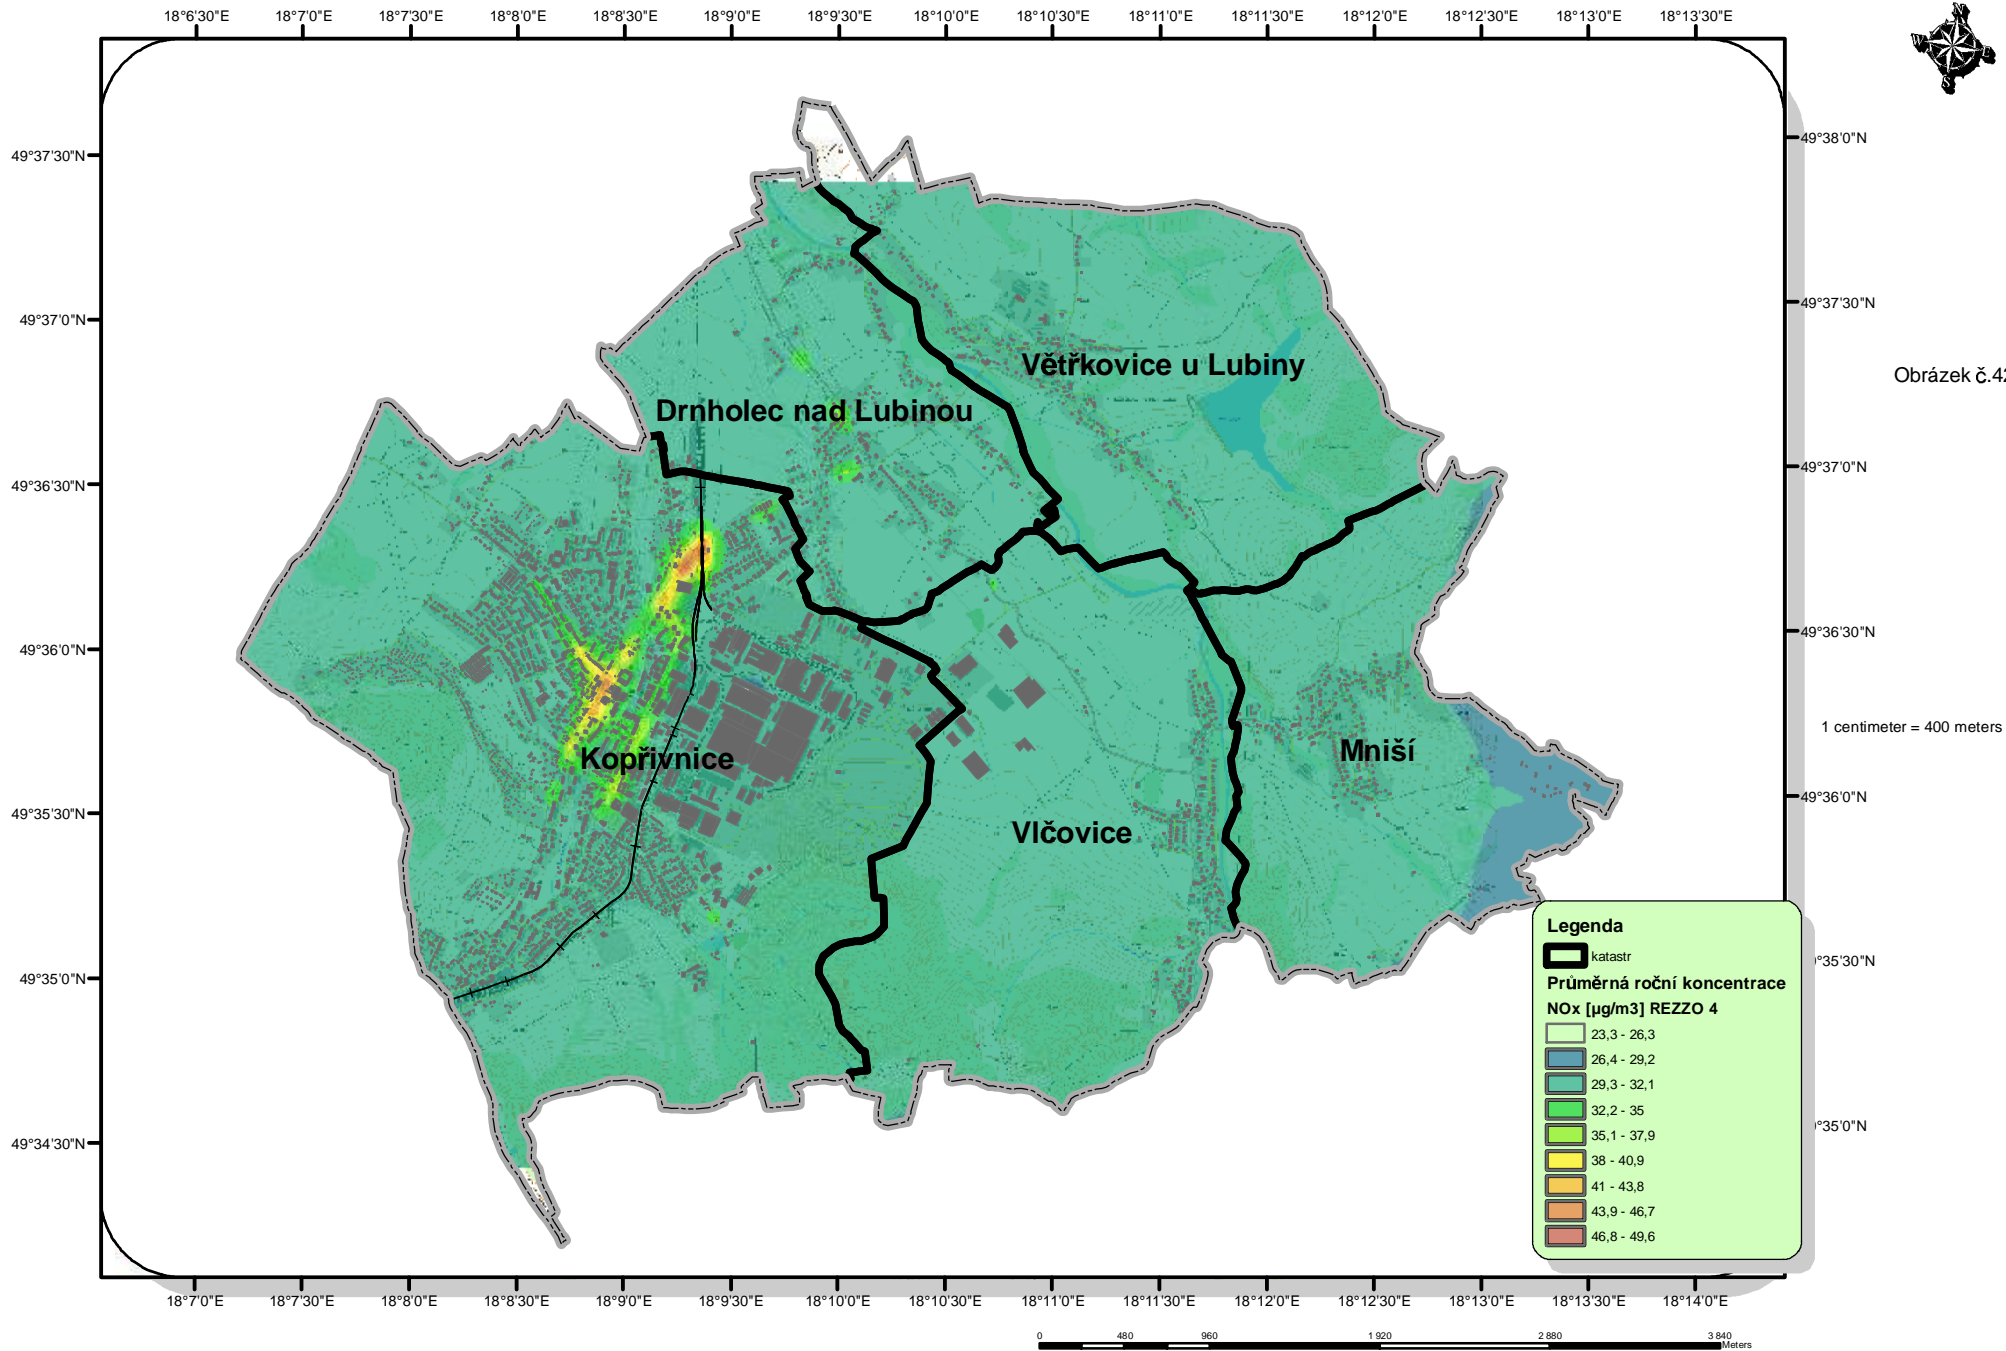 18°6'30"E 18°7'0"E 18°7'30"E 18°8'0"E 18°8'30"E 18°9'0"E 18°9'30"E 18°10'0"E 18°10'30"E 18°11'0"E 18°11'30"E 18°12'0"E 18°12'30"E 18°13'0"E 18°13'30"E
N
W
E
S
49°38'0"N
49°37'30"N
49°37'30"N
49°37'0"N
Větřkovice u Lubiny
Obrázek č.42
Drnholec nad Lubinou
49°37'0"N
49°36'30"N
49°36'30"N
49°36'0"N
1 centimeter = 400 meters
Mniší
Kopřivnice
49°36'0"N
49°35'30"N
Vlčovice
Legenda
katastr
°35'30"N
49°35'0"N
Průměrná roční koncentrace
NOx [µg/m3] REZZO 4
23,3 - 26,3
26,4 - 29,2
29,3 - 32,1
32,2 - 35
°35'0"N
35,1 - 37,9
49°34'30"N
38 - 40,9
41 - 43,8
43,9 - 46,7
46,8 - 49,6
18°7'0"E 18°7'30"E 18°8'0"E 18°8'30"E 18°9'0"E 18°9'30"E 18°10'0"E 18°10'30"E 18°11'0"E 18°11'30"E 18°12'0"E 18°12'30"E 18°13'0"E 18°13'30"E 18°14'0"E
0 480 960 1 920 2 880 3 840
Meters